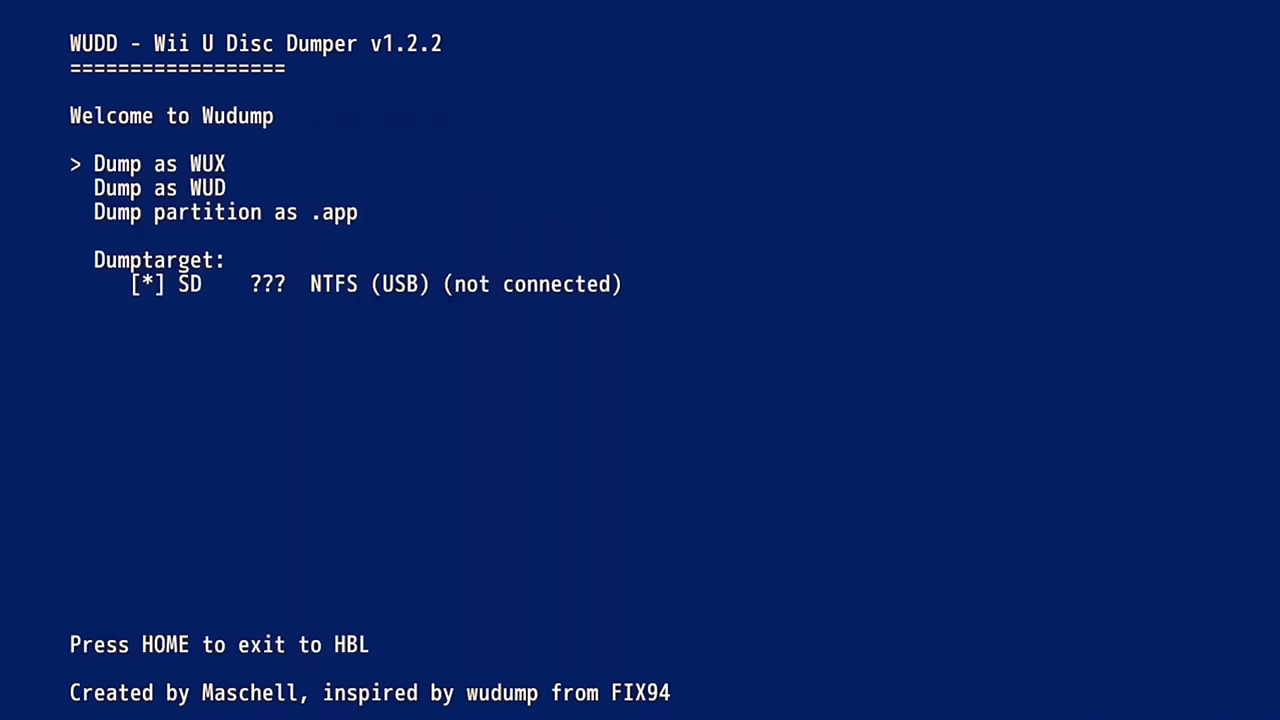 WUDD - Wii U Disc Dumper v1.2.2
==================
Welcome to Wudump
> Dump as WUX
Dump as WUD
Dump partition as .app
Dumptarget:
[*] SD    ???  NTFS (USB) (not connected)
Press HOME to exit to HBL
Created by Maschell, inspired by wudump from FIX94